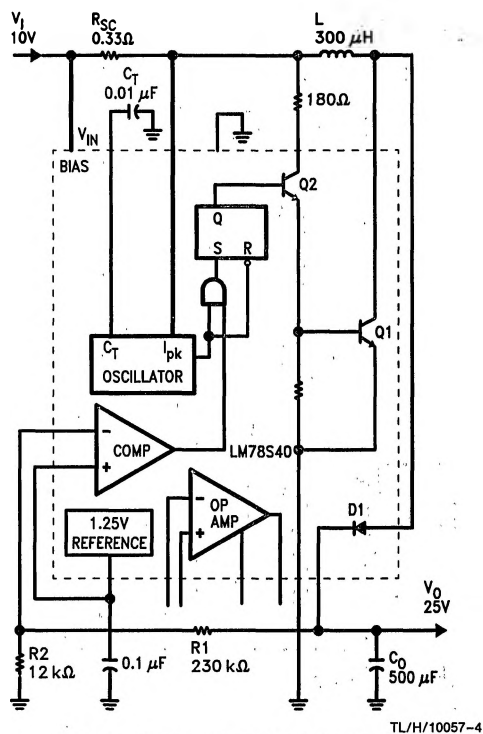 V_I
10V
R_SC
0.33Ω
L
300 μH
C_T
0.01 μF
180Ω
V_IN
BIAS
Q2
Q
S R
Q1
C_T I_pk
OSCILLATOR
−
COMP
+
LM78S40
−
OP
AMP
+
1.25V
REFERENCE
D1
V_O
25V
R2
12 kΩ
0.1 μF
R1
230 kΩ
C_O
500 μF
TL/H/10057-4